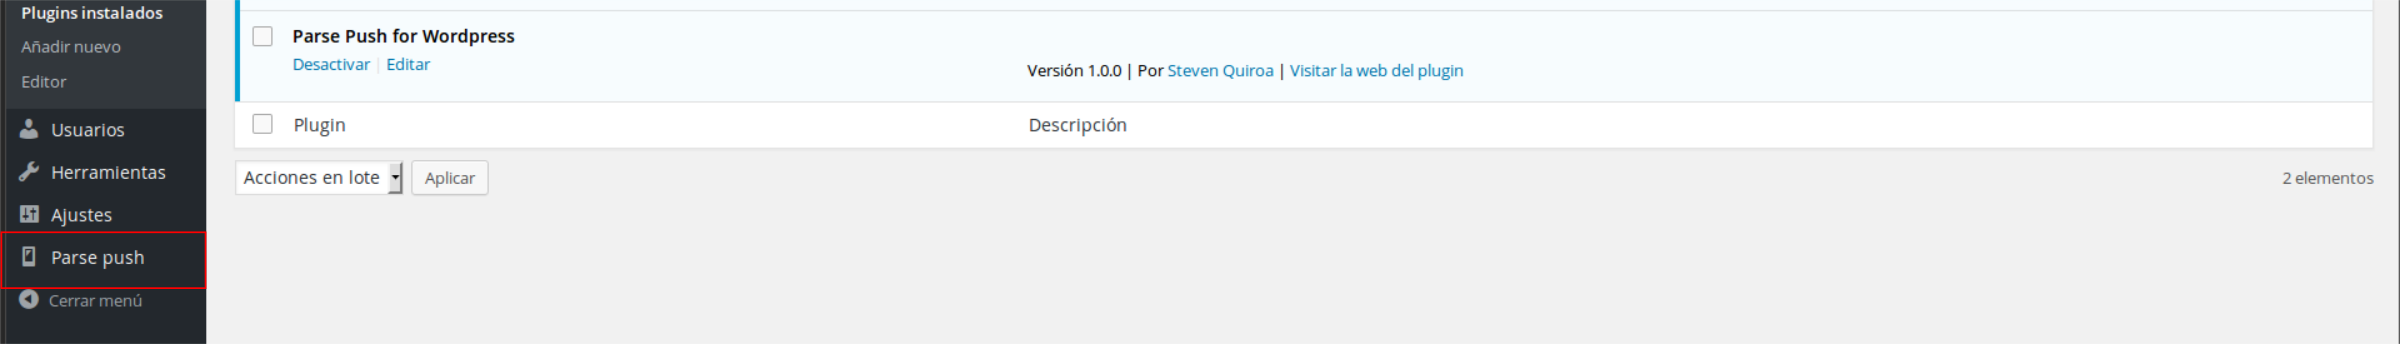 Plugins instalados
Añadir nuevo
Editor
Usuarios
Herramientas
Ajustes
Parse push
Cerrar menú
Parse Push for Wordpress
Desactivar | Editar
Versión 1.0.0 | Por Steven Quiroa | Visitar la web del plugin
Plugin Descripción
Acciones en lote Aplicar 2 elementos